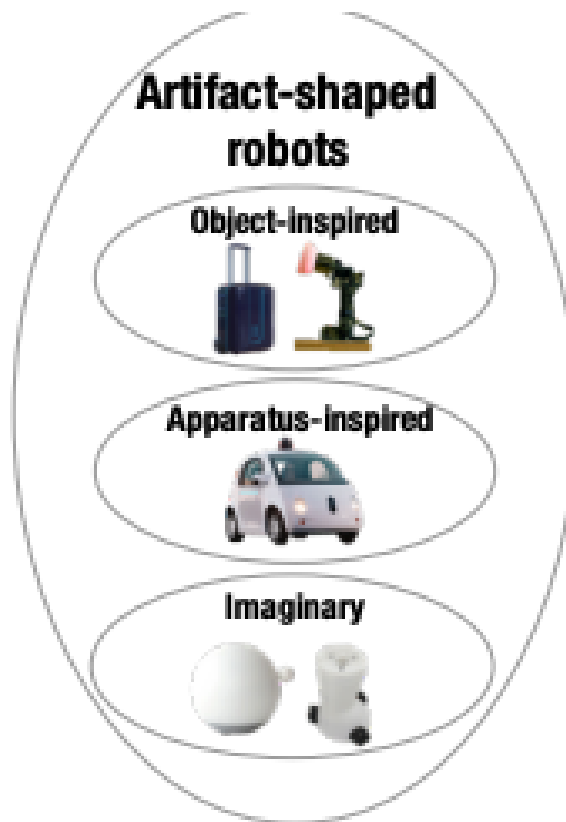 Artifact-shaped
robots
Object-inspired
Apparatus-inspired
Imaginary